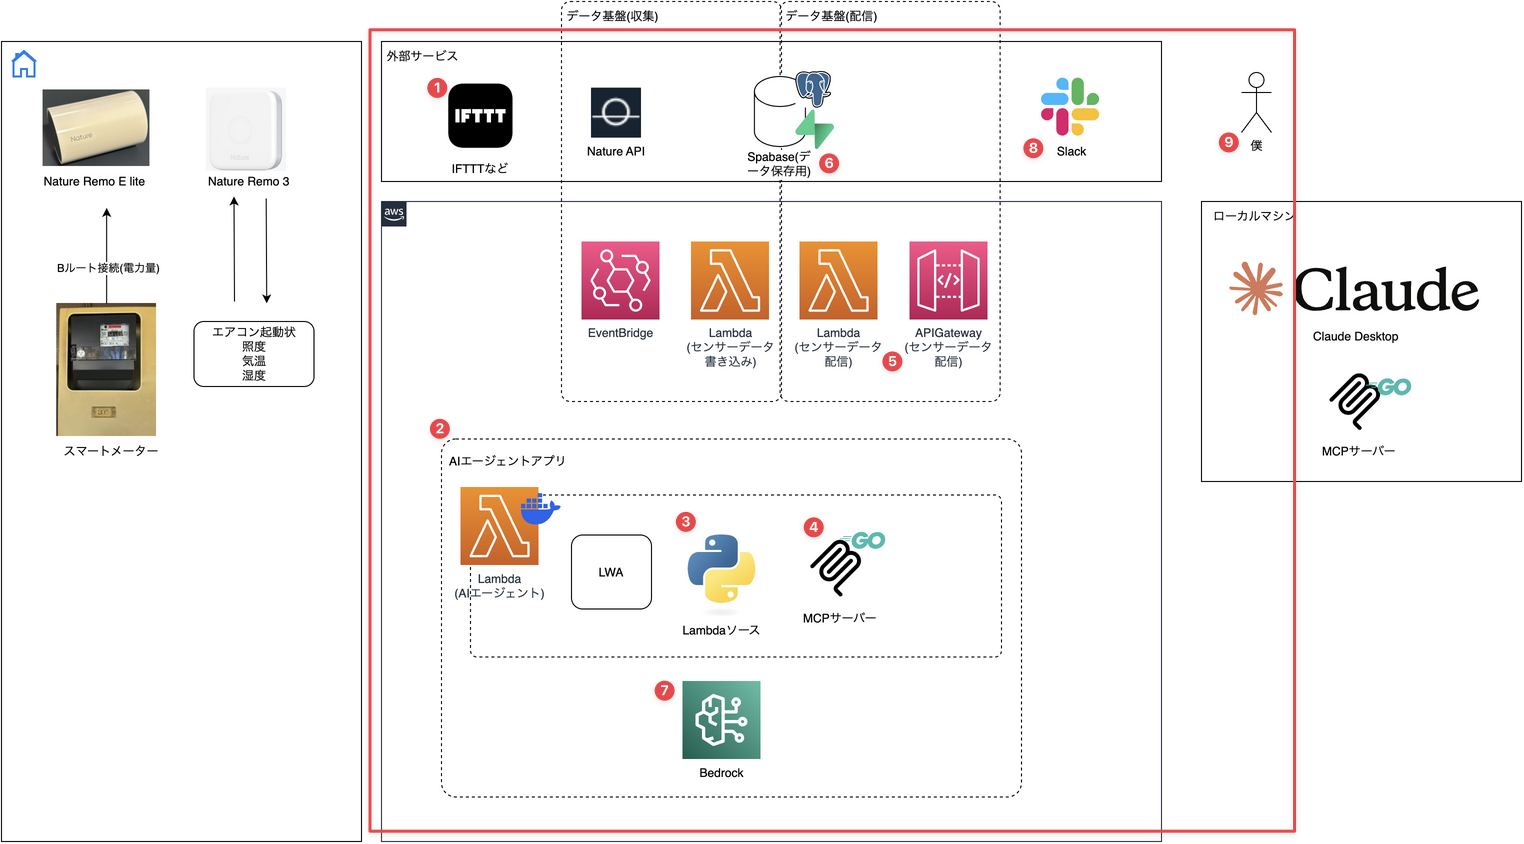 データ基盤(収集)
データ基盤(配信)
外部サービス
1
IFTTT
IFTTTなど
Nature API
Spabase(デ
ータ保存用)
6
8
Slack
9
僕
Nature
Nature Remo E lite
Nature
Nature Remo 3
Bルート接続(電力量)
エアコン起動状
照度
気温
湿度
スマートメーター
aws
EventBridge
Lambda
(センサーデータ
書き込み)
Lambda
(センサーデータ
配信)
5
APIGateway
(センサーデータ
配信)
ローカルマシン
Claude
Claude Desktop
GO
MCPサーバー
2
AIエージェントアプリ
Lambda
(AIエージェント)
LWA
3
Lambdaソース
4
GO
MCPサーバー
7
Bedrock